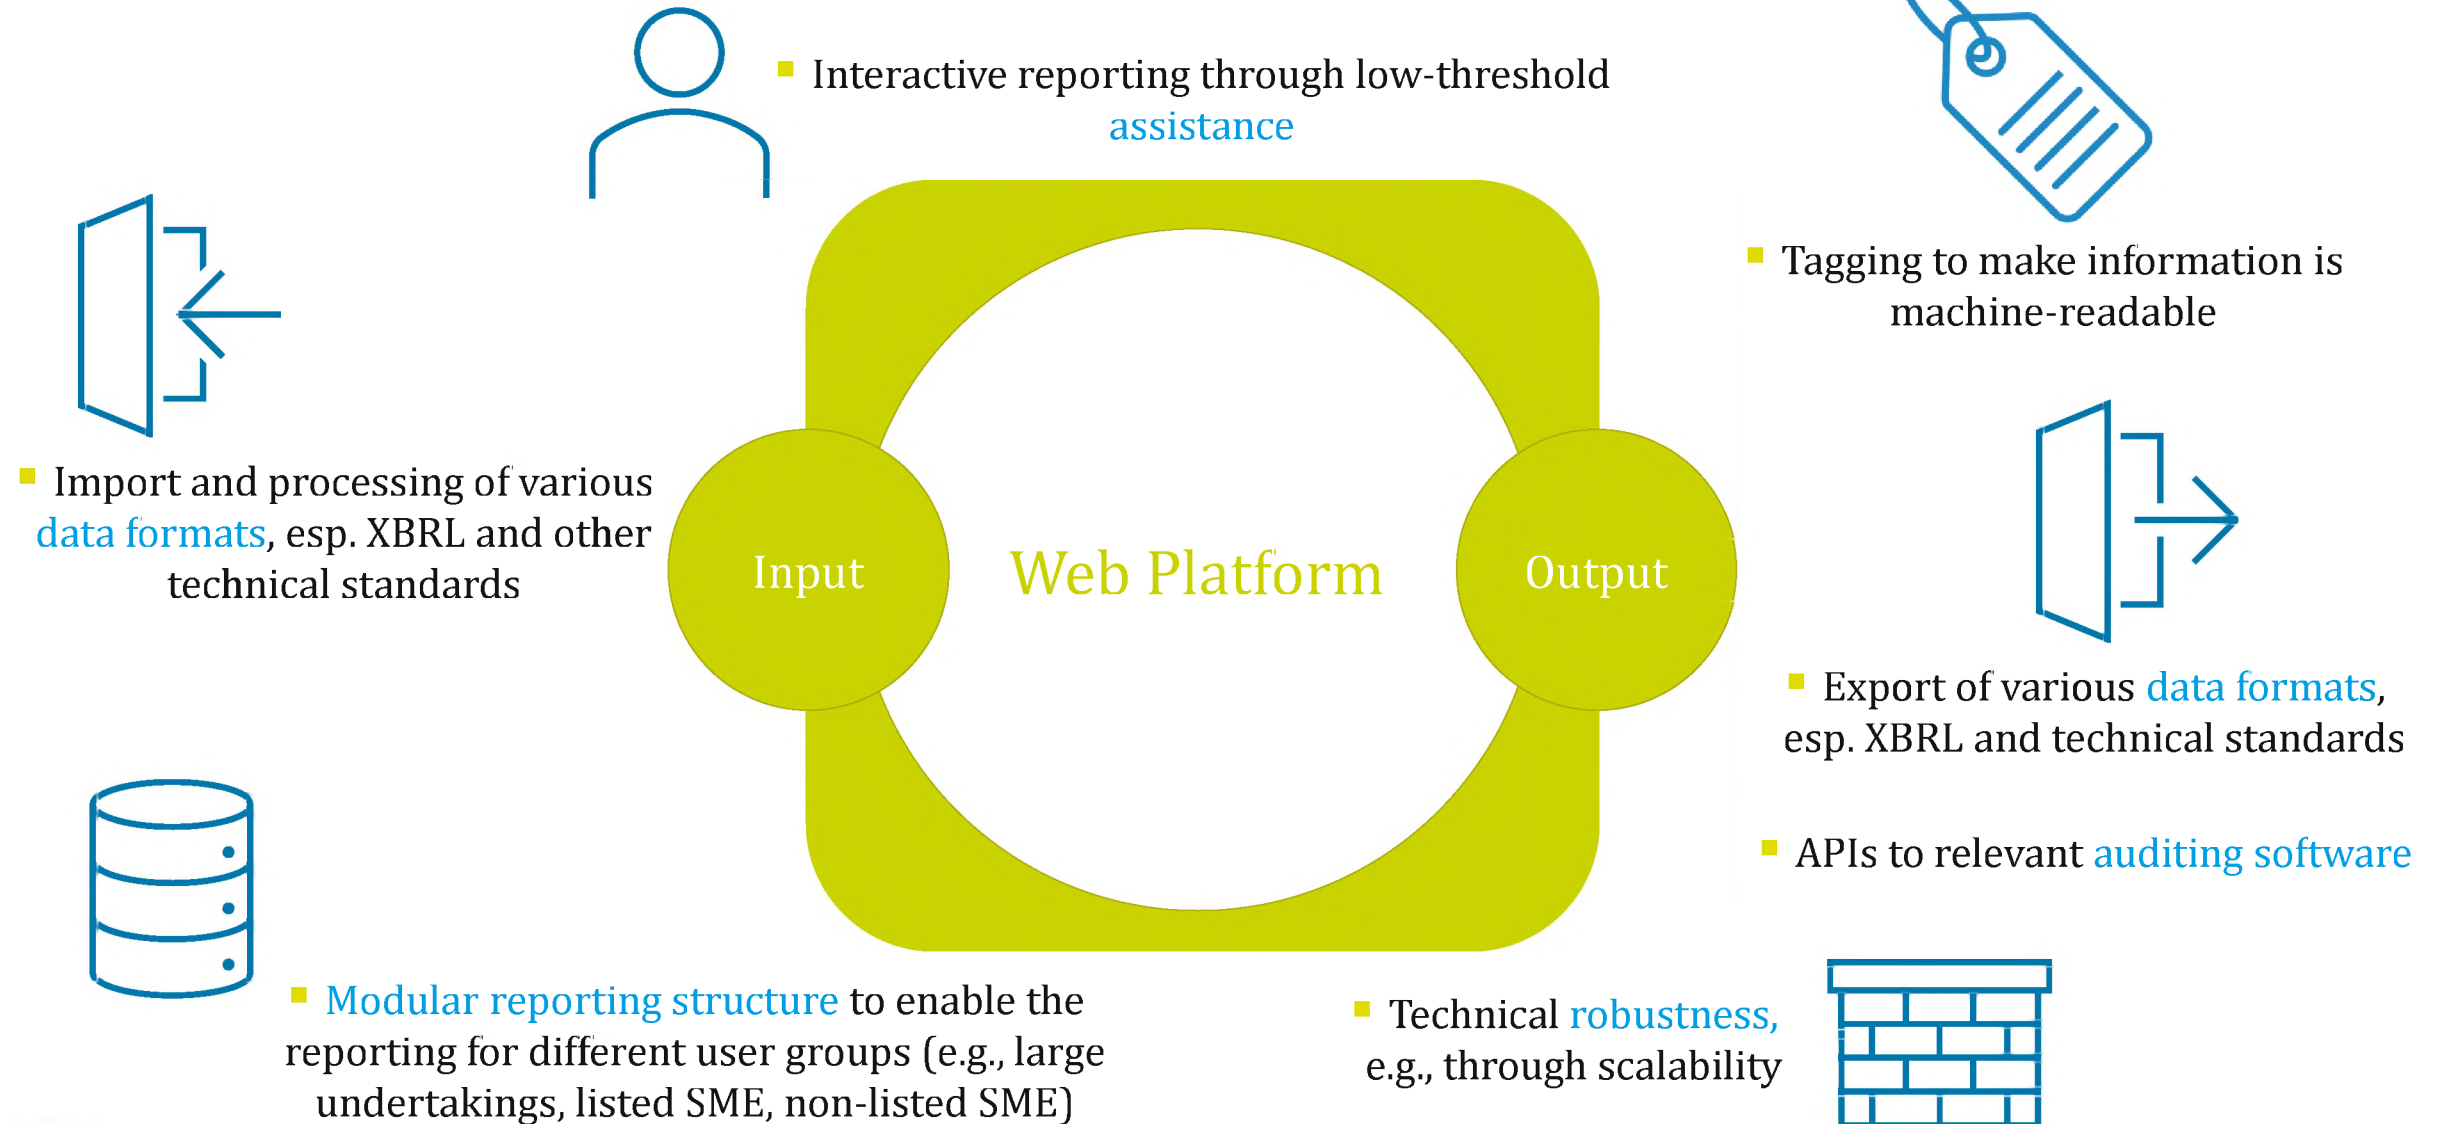 Interactive reporting through low-threshold
assistance
Tagging to make information is
machine-readable
Import and processing of various
data formats, esp. XBRL and other
technical standards
Input
Web Platform
Output
Export of various data formats,
esp. XBRL and technical standards
APIs to relevant auditing software
Modular reporting structure to enable the
reporting for different user groups (e.g., large
undertakings, listed SME, non-listed SME)
Technical robustness,
e.g., through scalability